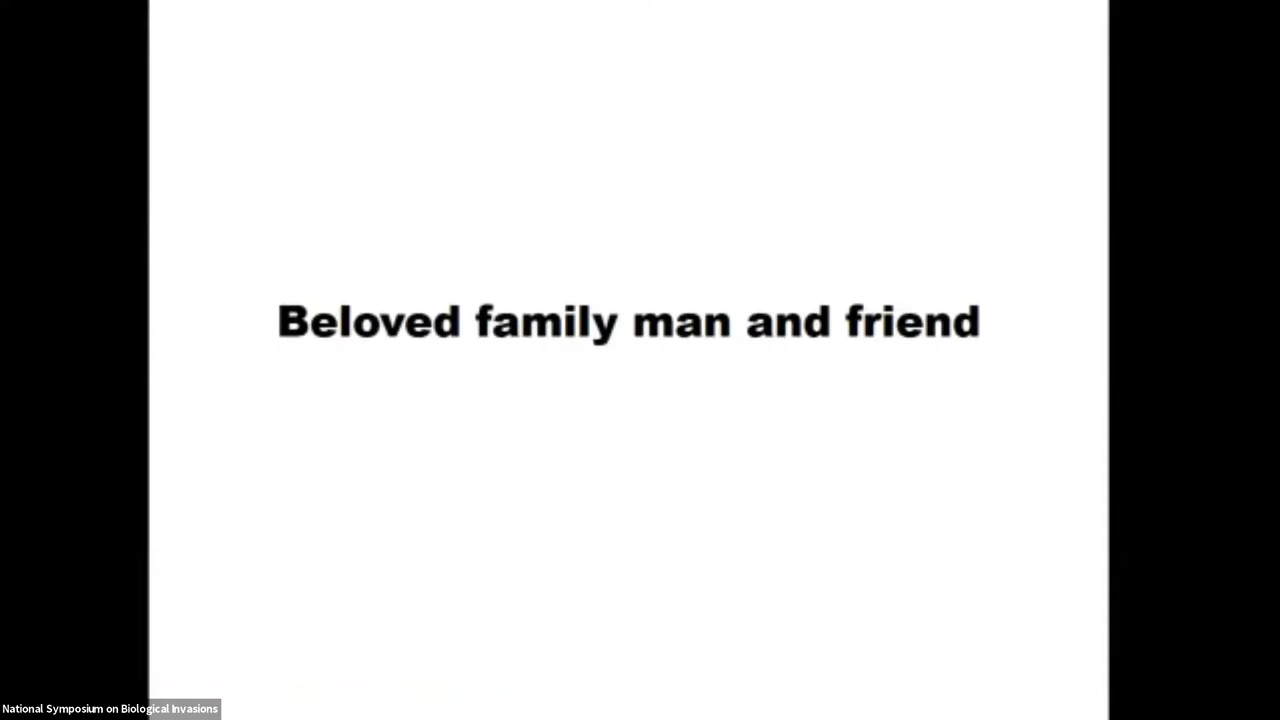 Beloved family man and friend
National Symposium on Biological Invasions